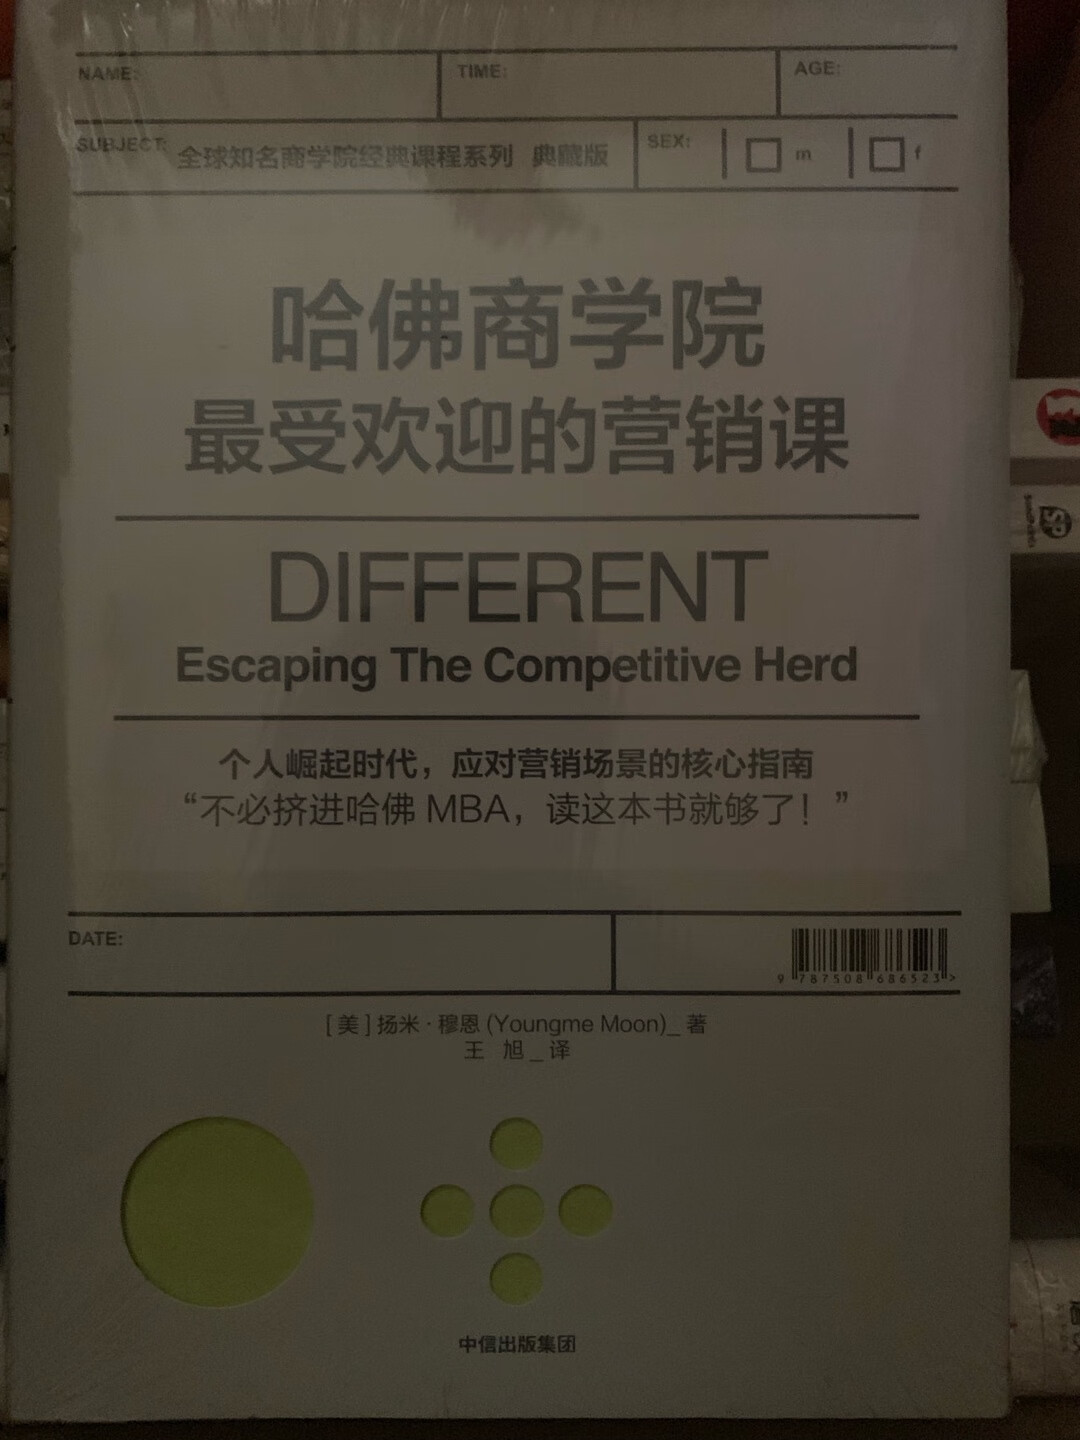 NAME: TIME: AGE:
SUBJECT: 全球知名商学院经典课程系列 典藏版 SEX: m f
哈佛商学院
最受欢迎的营销课
DIFFERENT
Escaping The Competitive Herd
个人崛起时代，应对营销场景的核心指南
“不必挤进哈佛 MBA，读这本书就够了！”
DATE:
9 787508 686523 >
[ 美 ] 扬米 · 穆恩 (Youngme Moon)_ 著
王 旭 _ 译
中信出版集团
SP